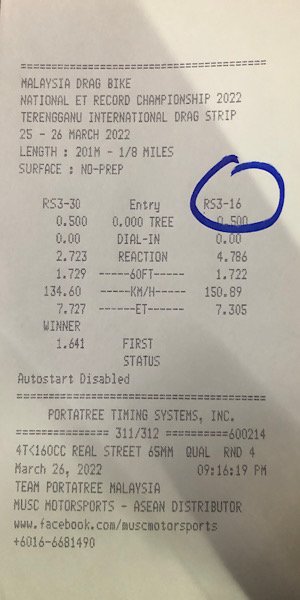 =========================================
MALAYSIA DRAG BIKE
NATIONAL ET RECORD CHAMPIONSHIP 2022
TERENGGANU INTERNATIONAL DRAG STRIP
25 - 26 MARCH 2022
LENGTH : 201M - 1/8 MILES
SURFACE : NO-PREP
RS3-30 Entry RS3-16
0.500 0.000 TREE 0.500
0.00 DIAL-IN 0.00
2.723 REACTION 4.786
1.729 -----60FT----- 1.722
134.60 -----KM/H----- 150.89
7.727 ------ET------ 7.305
WINNER
1.641 FIRST
STATUS
Autostart Disabled
=========================================
PORTATREE TIMING SYSTEMS, INC.
============== 311/312 ==========600214
4T<160CC REAL STREET 65MM QUAL RND 4
March 26, 2022 09:16:19 PM
TEAM PORTATREE MALAYSIA
MUSC MOTORSPORTS - ASEAN DISTRIBUTOR
www.facebook.com/muscmotorsports
+6016-6681490